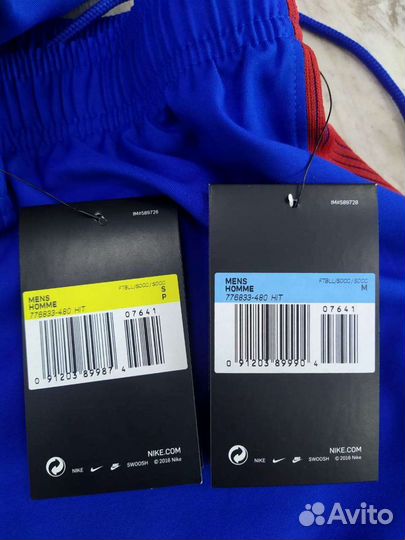 IM#589728
FTBLL/SOCC/SOCC
MENS S
HOMME P
776833-480 HIT
07641
0 91203 89987 4
NIKE.COM
NIKE SWOOSH © 2016 Nike
IM#589728
FTBLL/SOCC/SOCC
MENS M
HOMME
776833-480 HIT
07641
0 91203 89990 4
NIKE.COM
NIKE SWOOSH © 2016 Nike
Avito